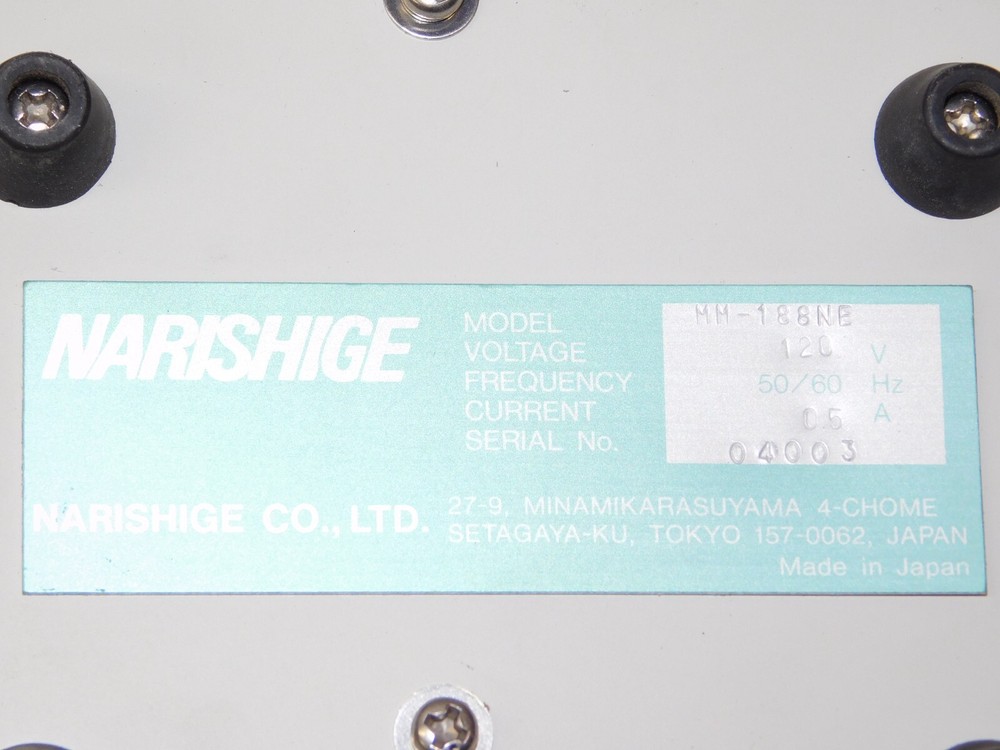 NARISHIGE
MODEL MM-188NE
VOLTAGE 120 V
FREQUENCY 50/60 Hz
CURRENT 0.5 A
SERIAL No. 04003
NARISHIGE CO., LTD.
27-9, MINAMIKARASUYAMA 4-CHOME
SETAGAYA-KU, TOKYO 157-0062, JAPAN
Made in Japan